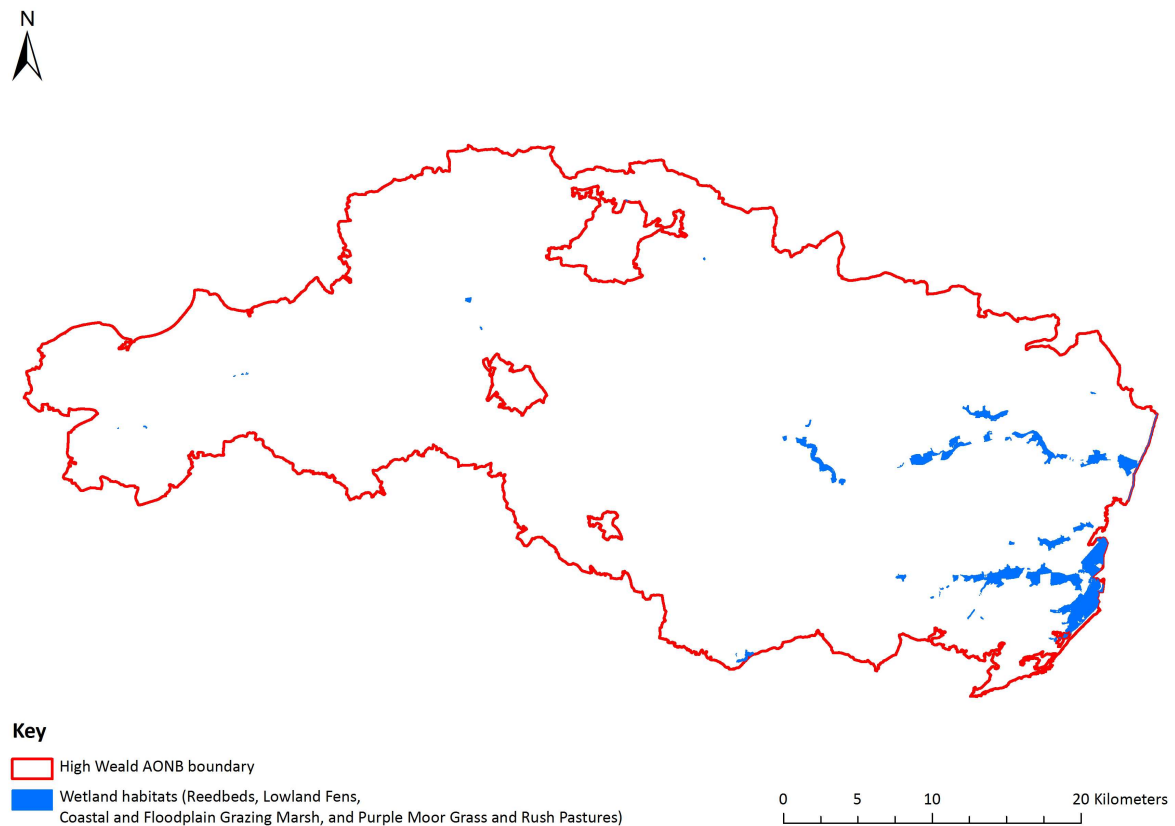 N
Key
High Weald AONB boundary
Wetland habitats (Reedbeds, Lowland Fens,
Coastal and Floodplain Grazing Marsh, and Purple Moor Grass and Rush Pastures)
0 5 10 20 Kilometers